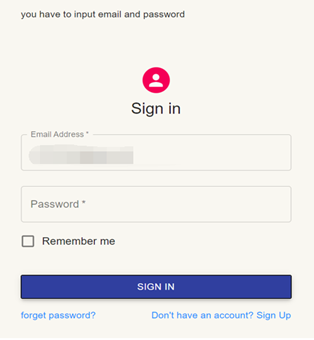 you have to input email and password
Sign in
Email Address *
Password *
Remember me
SIGN IN
forget password?
Don't have an account? Sign Up